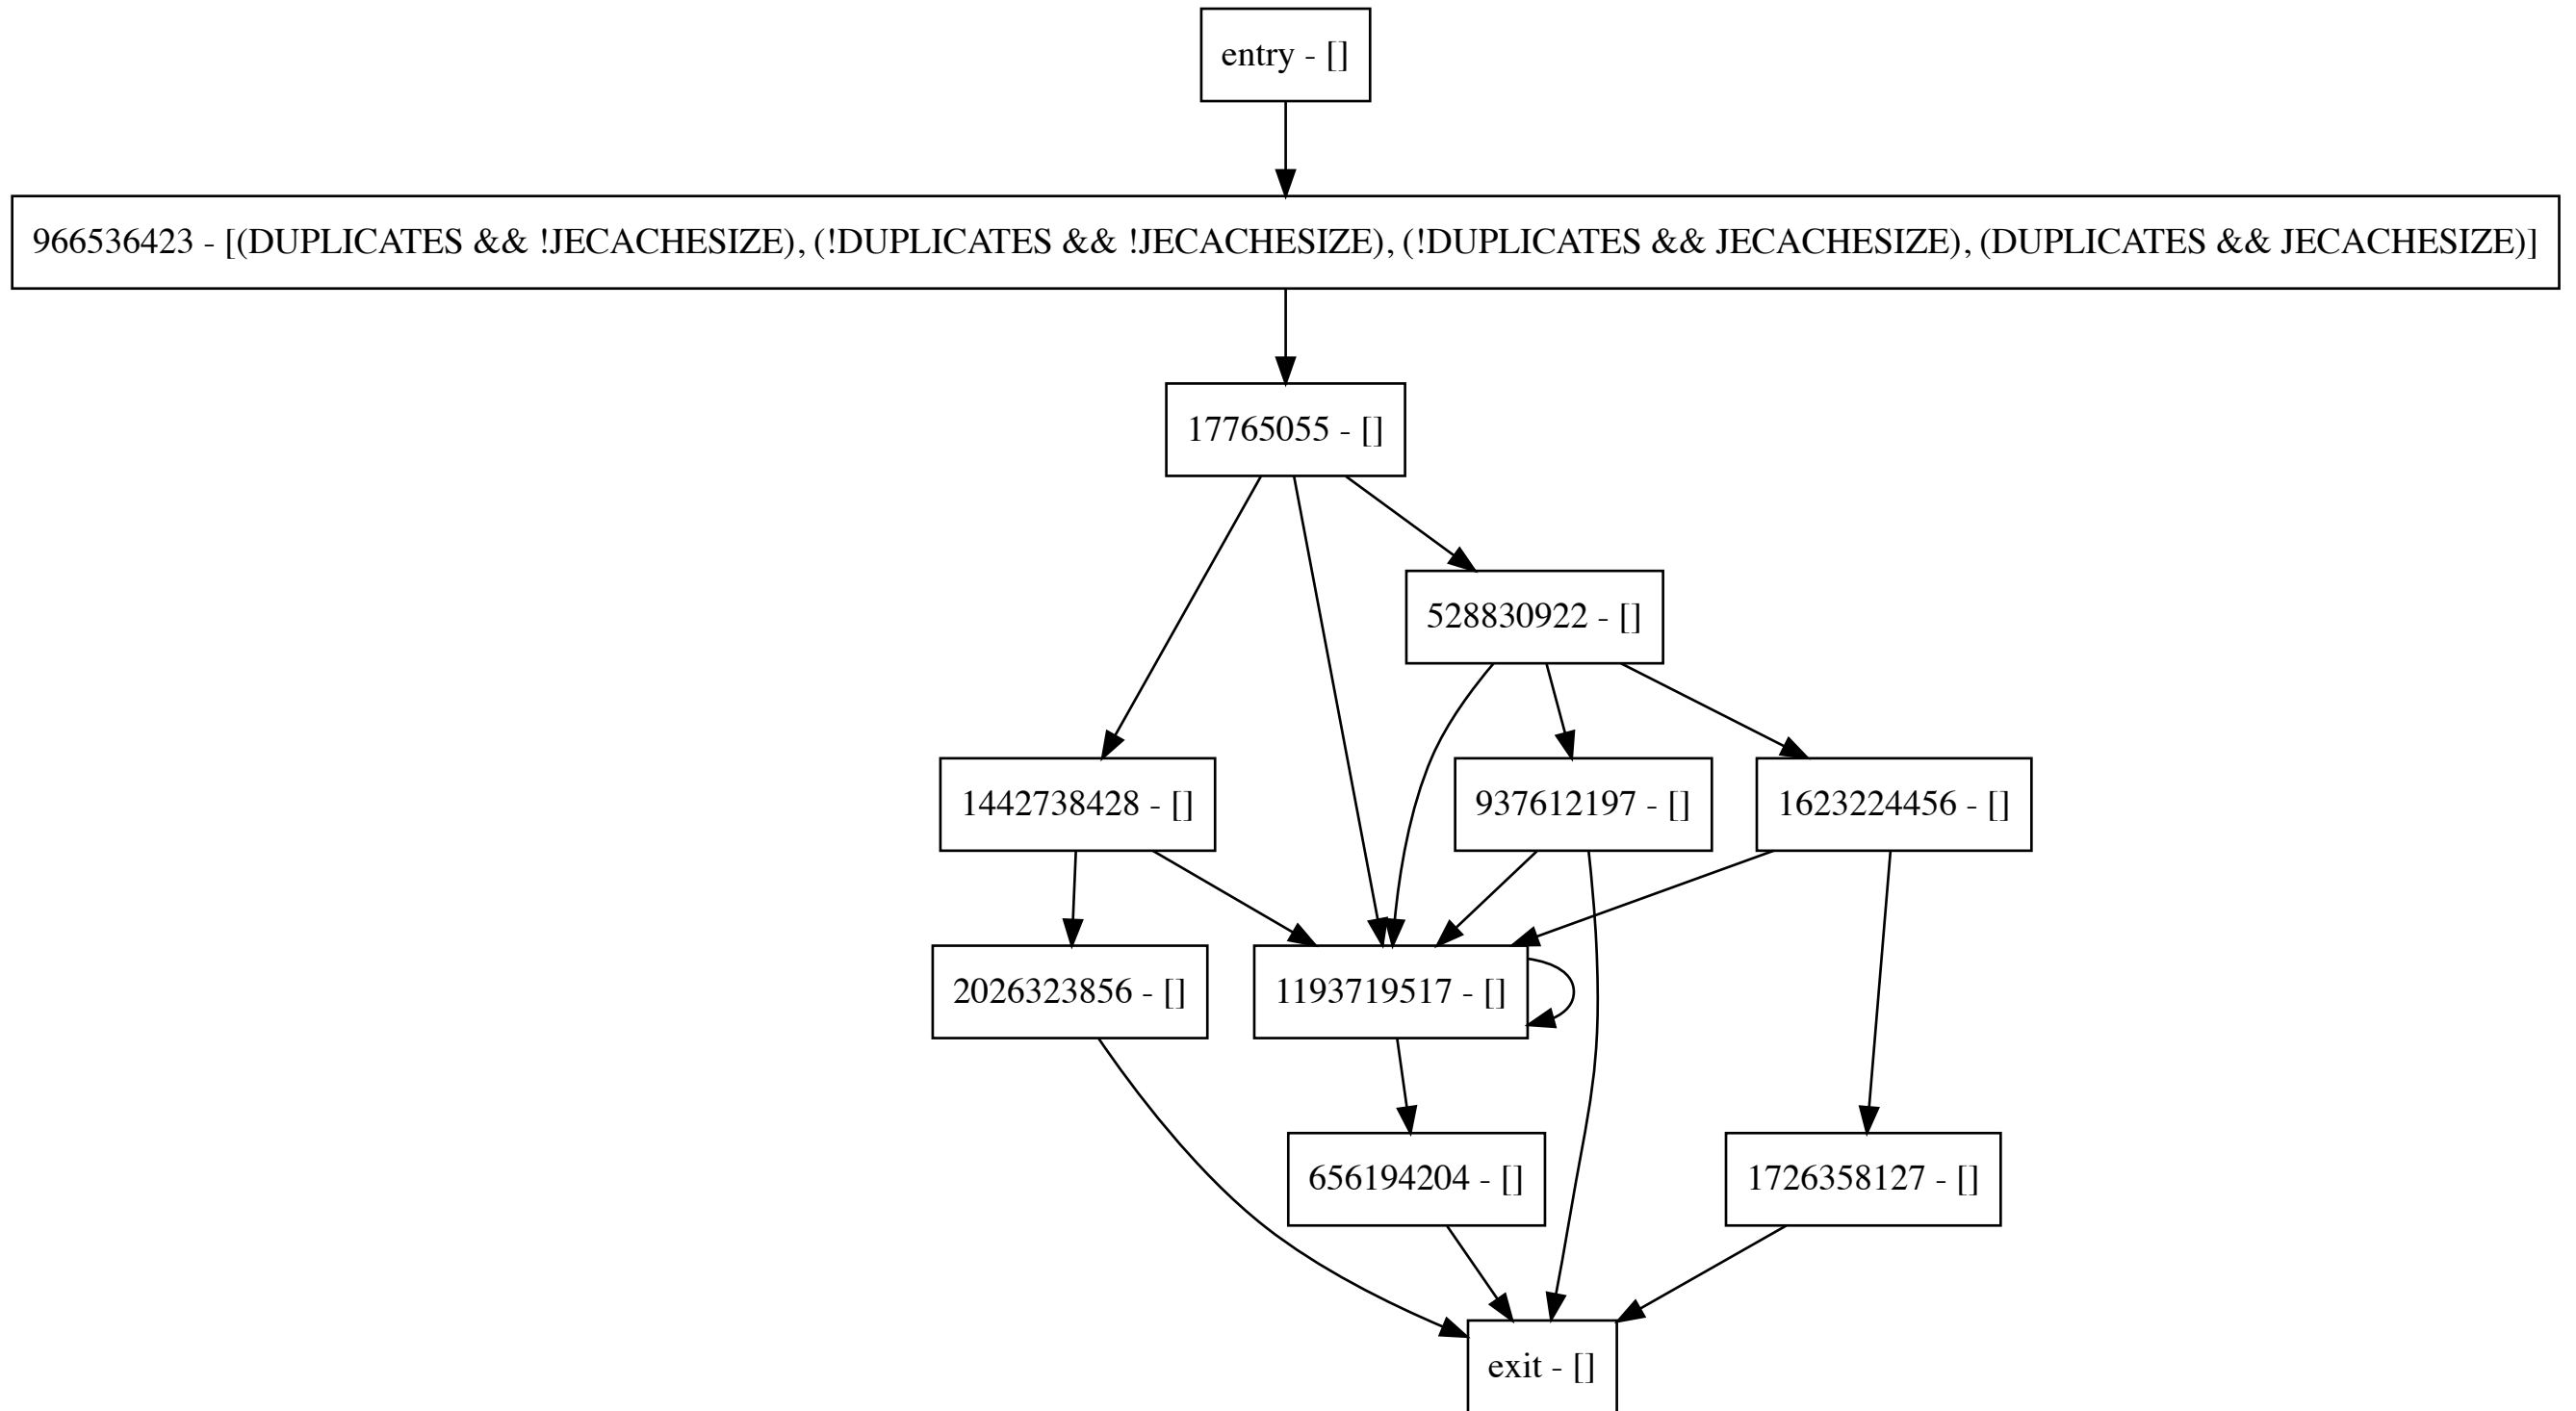 entry - []
966536423 - [(DUPLICATES && !JECACHESIZE), (!DUPLICATES && !JECACHESIZE), (!DUPLICATES && JECACHESIZE), (DUPLICATES && JECACHESIZE)]
17765055 - []
528830922 - []
1442738428 - []
937612197 - []
1623224456 - []
2026323856 - []
1193719517 - []
656194204 - []
1726358127 - []
exit - []